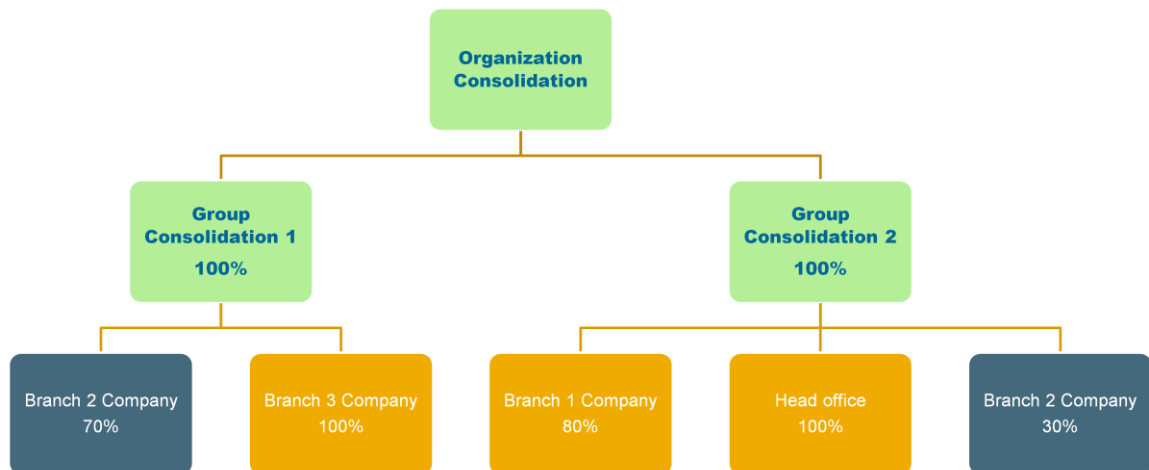 Organization
Consolidation
Group
Consolidation 1
100%
Group
Consolidation 2
100%
Branch 2 Company
70%
Branch 3 Company
100%
Branch 1 Company
80%
Head office
100%
Branch 2 Company
30%